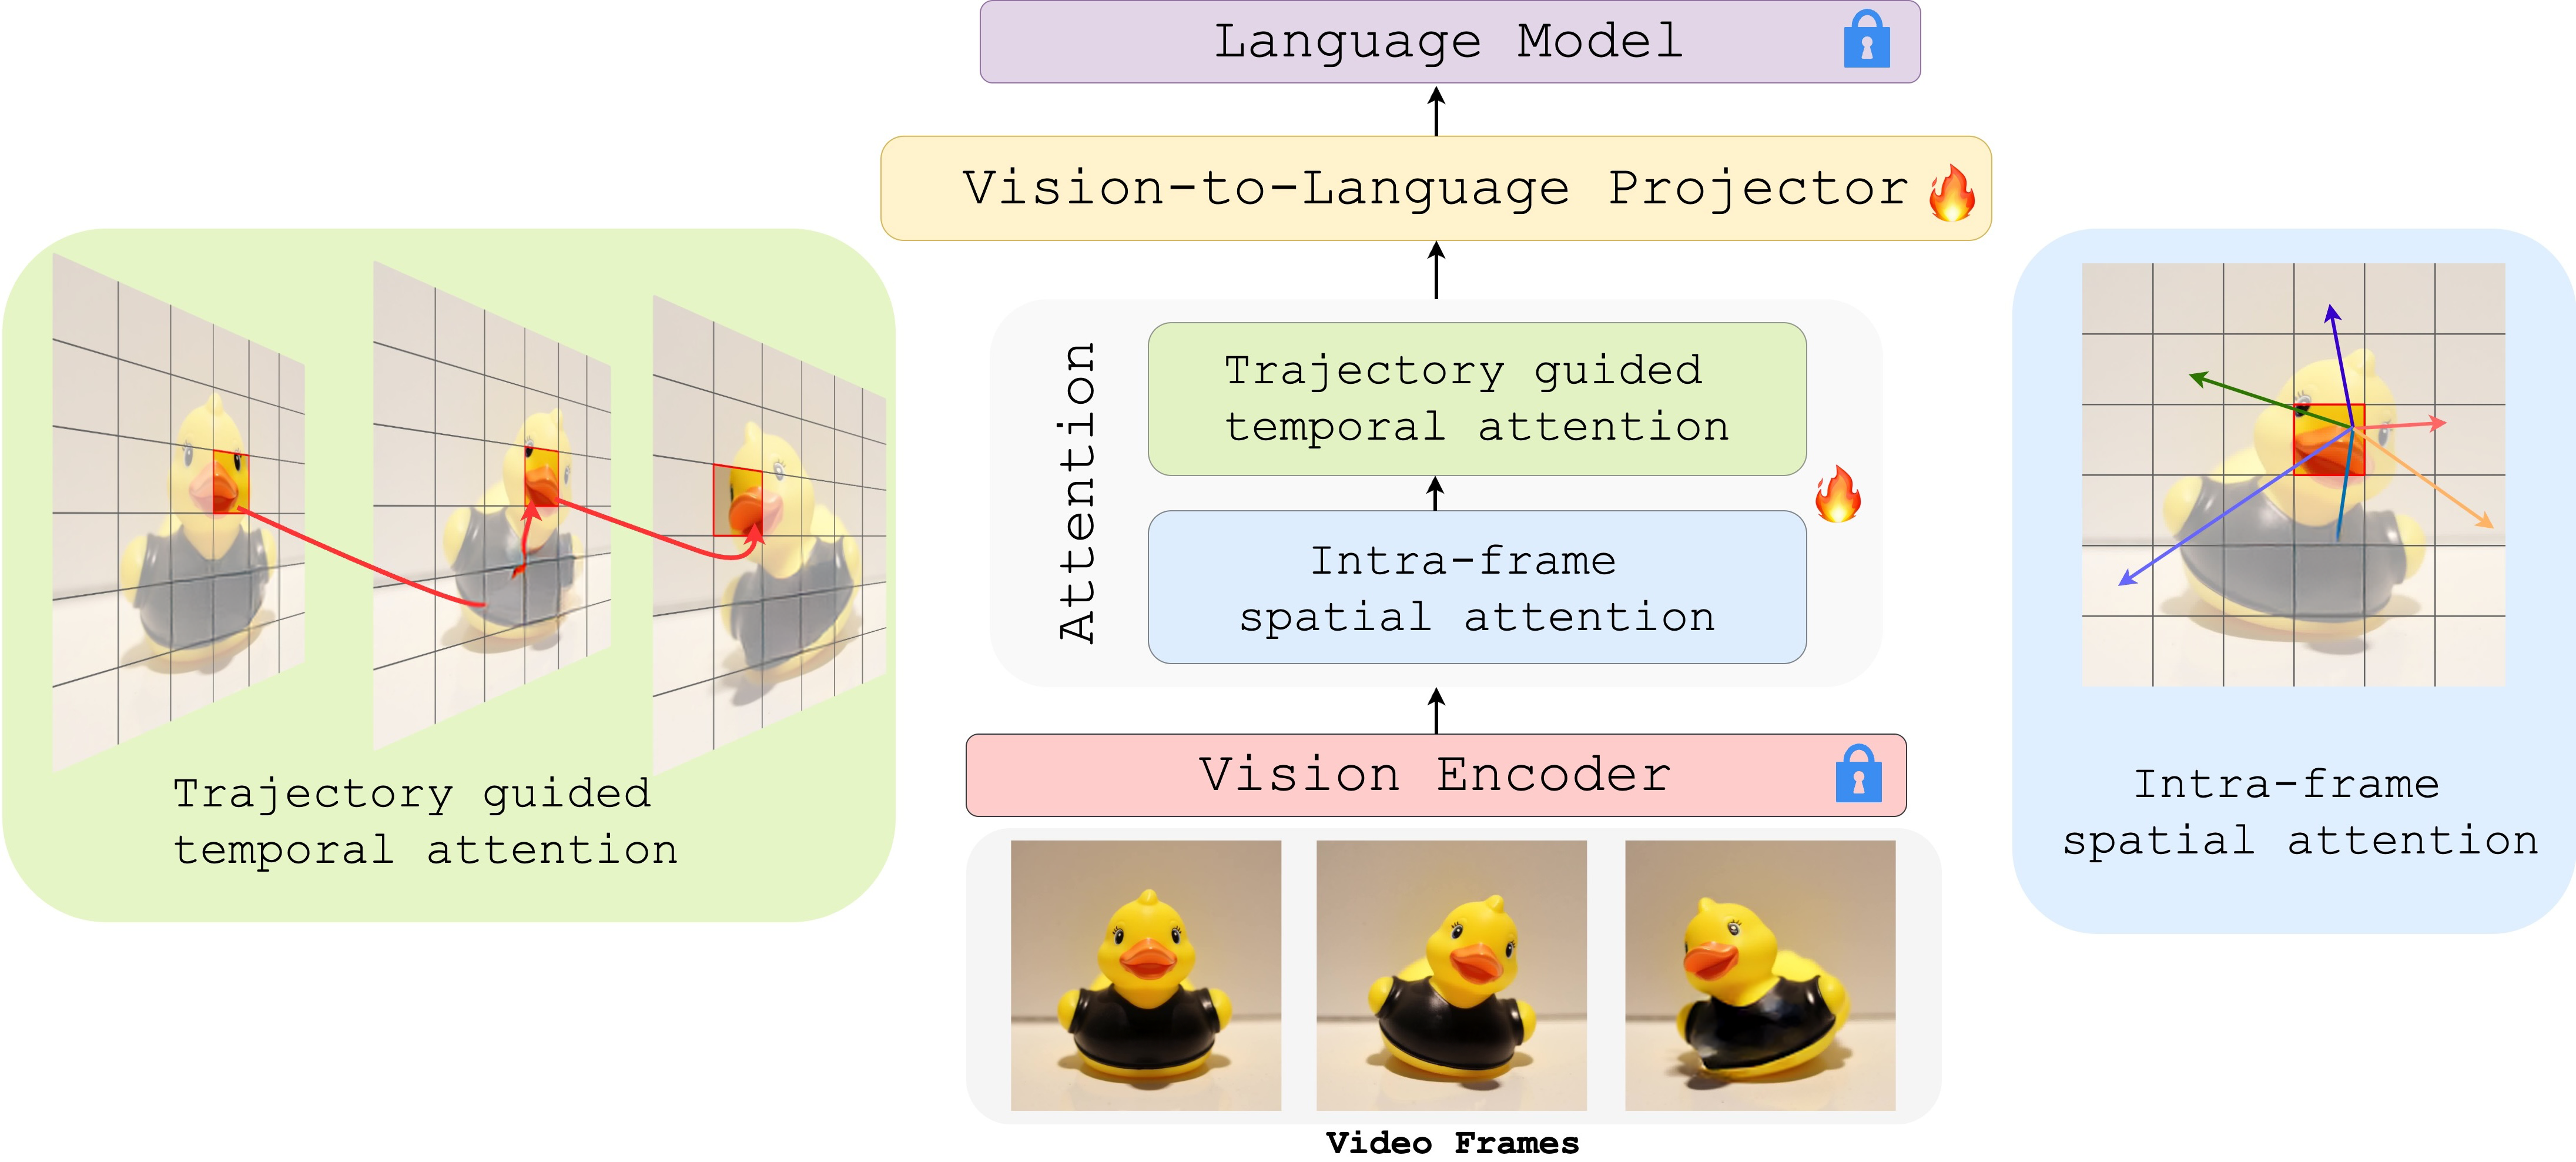 Language Model
Vision-to-Language Projector
Attention
Trajectory guided
temporal attention
Intra-frame
spatial attention
Vision Encoder
Video Frames
Trajectory guided
temporal attention
Intra-frame
spatial attention